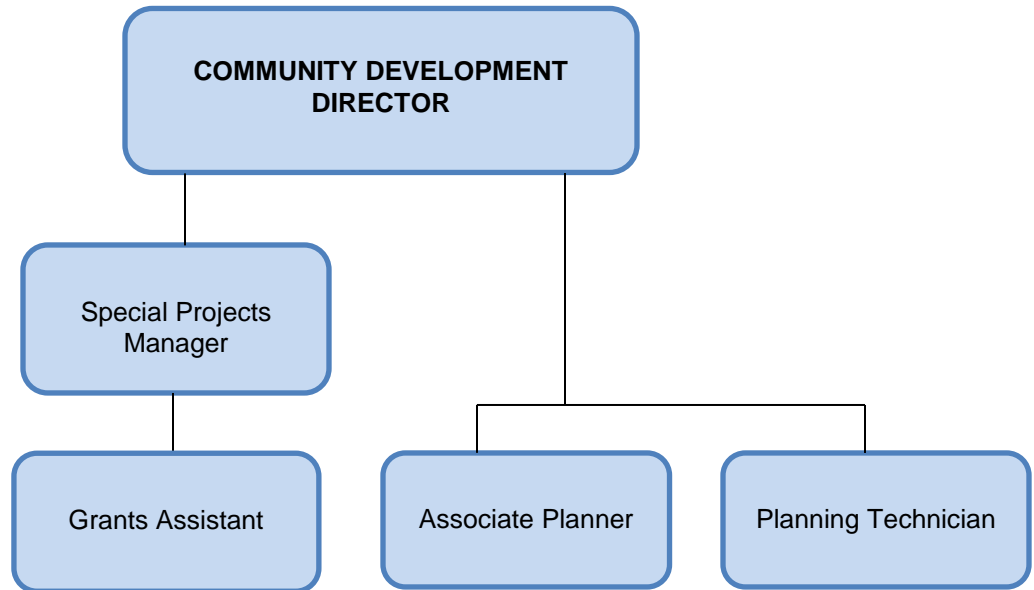 COMMUNITY DEVELOPMENT
DIRECTOR
Special Projects
Manager
Grants Assistant
Associate Planner
Planning Technician